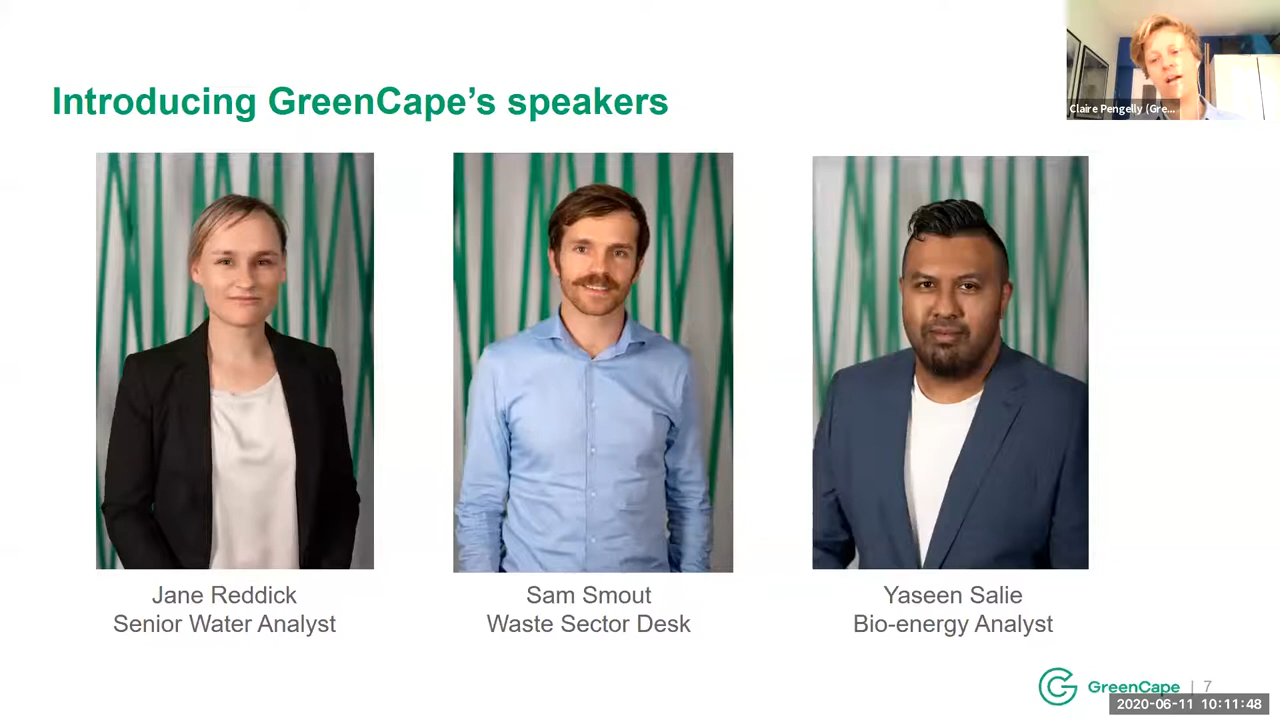 Introducing GreenCape's speakers
Claire Pengelly (Gre...
Jane Reddick
Senior Water Analyst
Sam Smout
Waste Sector Desk
Yaseen Salie
Bio-energy Analyst
GreenCape | 7
2020-06-11 10:11:48